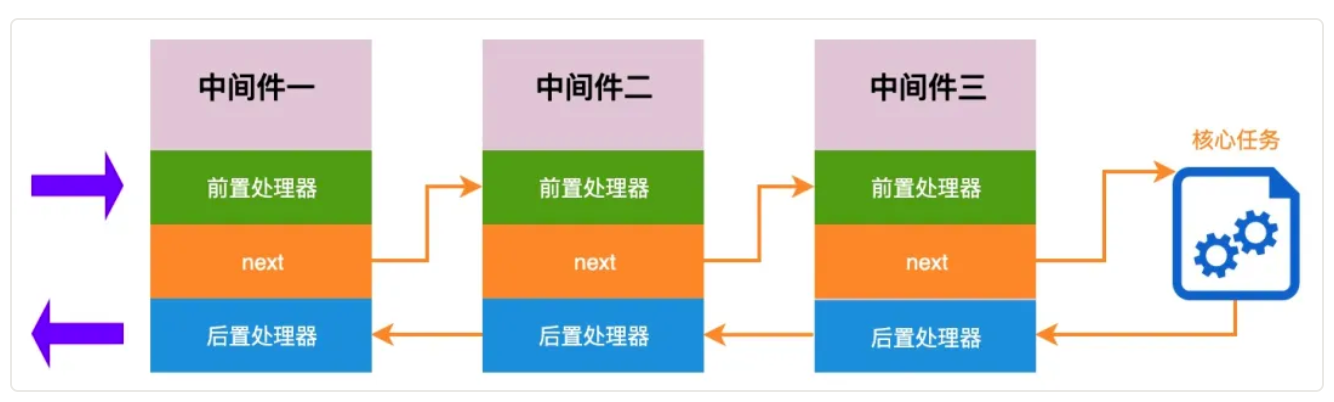 中间件一
中间件二
中间件三
核心任务
前置处理器
前置处理器
前置处理器
next
next
next
后置处理器
后置处理器
后置处理器